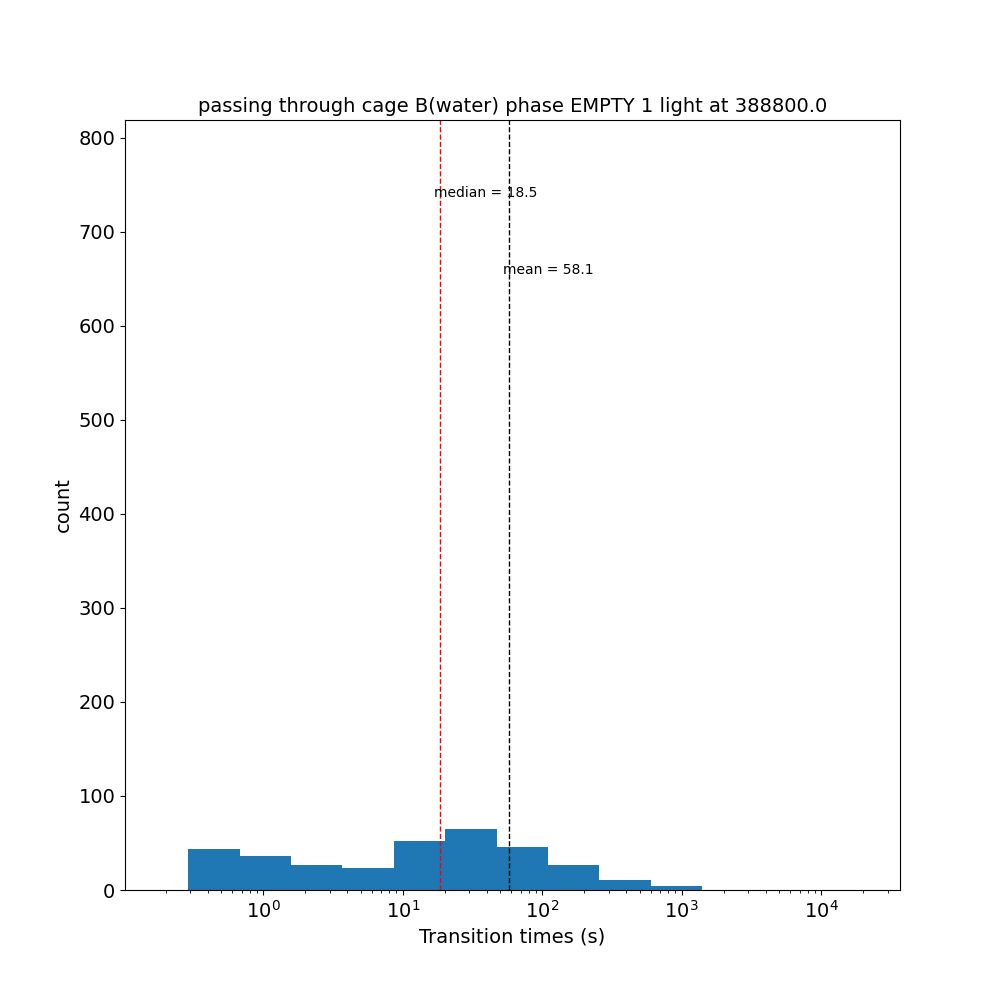 passing through cage B(water) phase EMPTY 1 light at 388800.0
800
median = 18.5
700
mean = 58.1
600
500
400
300
200
100
0
count
10⁰ 10¹ 10² 10³ 10⁴
Transition times (s)